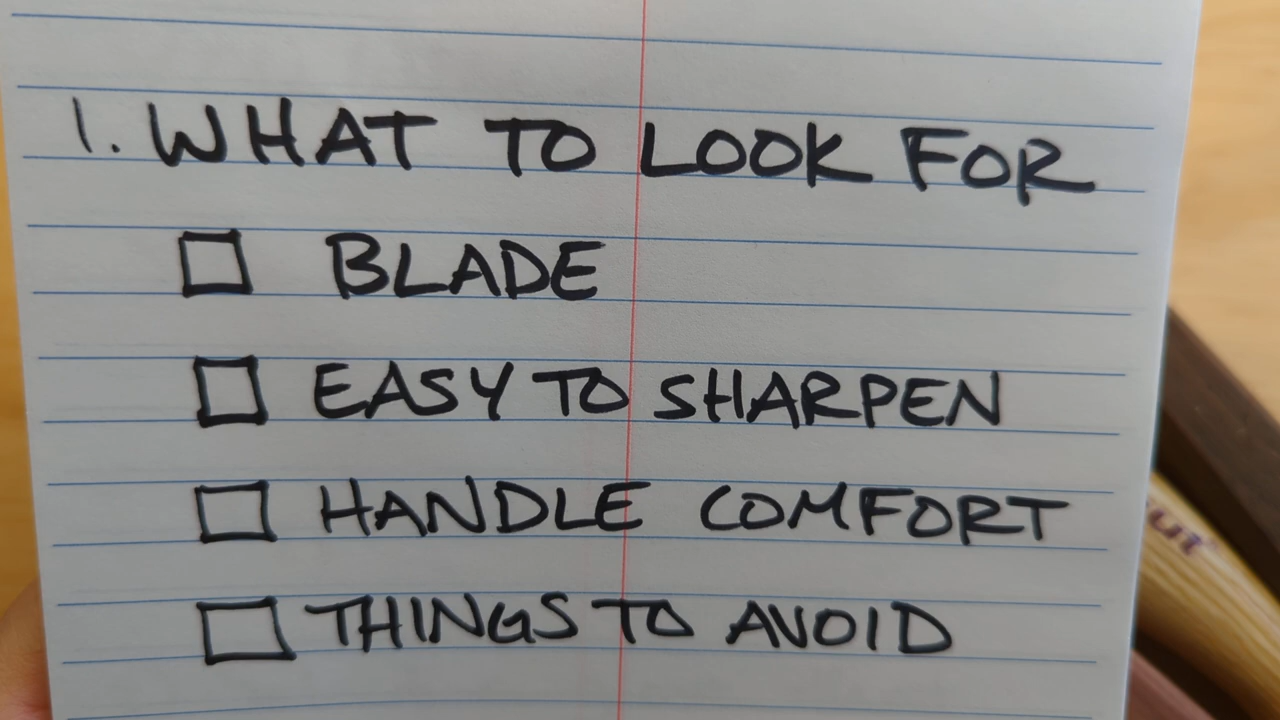 1. WHAT TO LOOK FOR
☐ BLADE
☐ EASY TO SHARPEN
☐ HANDLE COMFORT
☐ THINGS TO AVOID